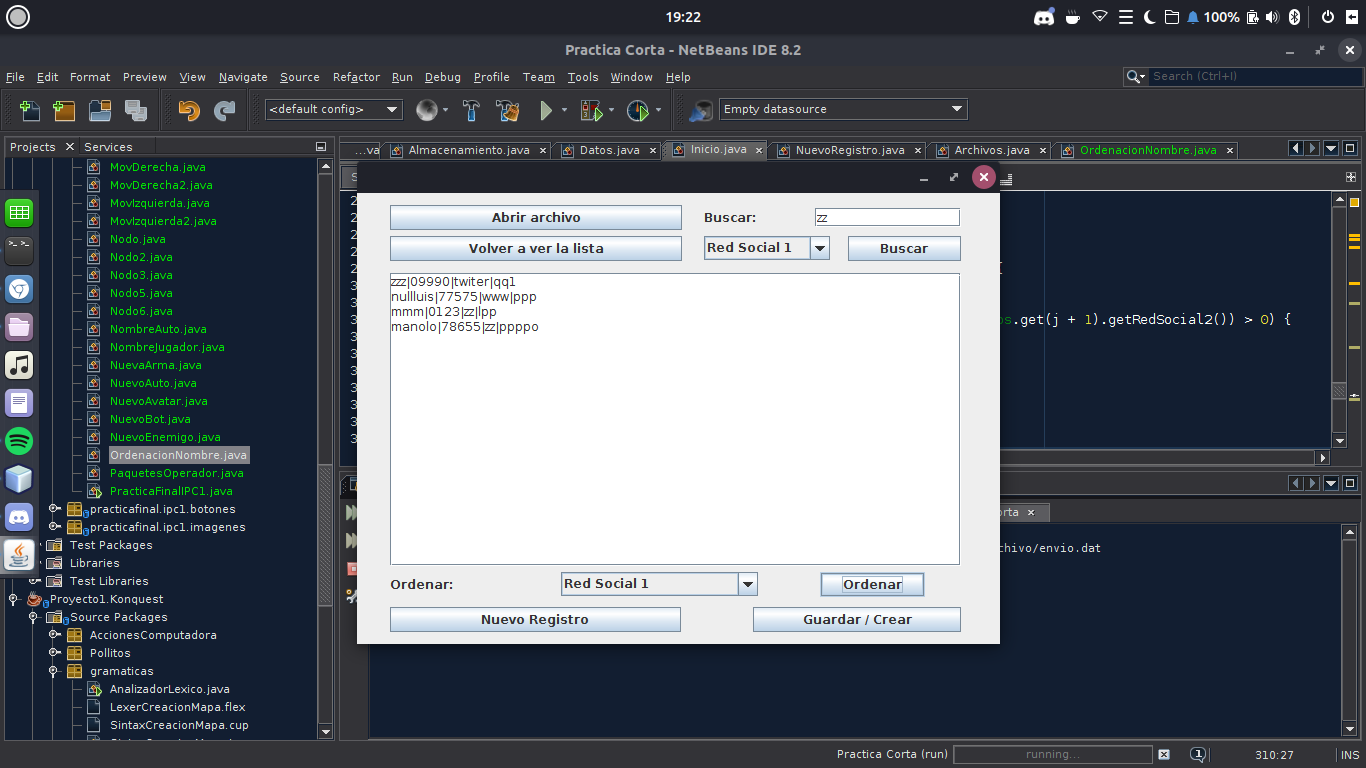 19:22
100%
Practica Corta - NetBeans IDE 8.2
File Edit Format Preview View Navigate Source Refactor Run Debug Profile Team Tools Window Help
Search (Ctrl+I)
<default config>
Empty datasource
Projects Services
...va Almacenamiento.java Datos.java Inicio.java NuevoRegistro.java Archivos.java OrdenacionNombre.java
MovDerecha.java
MovDerecha2.java
MovIzquierda.java
MovIzquierda2.java
Nodo.java
Nodo2.java
Nodo3.java
Nodo5.java
Nodo6.java
NombreAuto.java
NombreJugador.java
NuevaArma.java
NuevoAuto.java
NuevoAvatar.java
NuevoBot.java
NuevoEnemigo.java
OrdenacionNombre.java
PaquetesOperador.java
PracticaFinalIPC1.java
practicafinal.ipc1.botones
practicafinal.ipc1.imagenes
Test Packages
Libraries
Test Libraries
Proyecto1.Konquest
Source Packages
AccionesComputadora
Pollitos
gramaticas
AnalizadorLexico.java
LexerCreacionMapa.flex
SintaxCreacionMapa.cup
Abrir archivo
Buscar: zz
Volver a ver la lista
Red Social 1
Buscar
zzz|09990|twiter|qq1
nullluis|77575|www|ppp
mmm|0123|zz|lpp
manolo|78655|zz|ppppo
Ordenar: Red Social 1 Ordenar
Nuevo Registro
Guardar / Crear
{
os.get(j + 1).getRedSocial2()) > 0) {
orta
chivo/envio.dat
Practica Corta (run) running...
1
310:27
INS